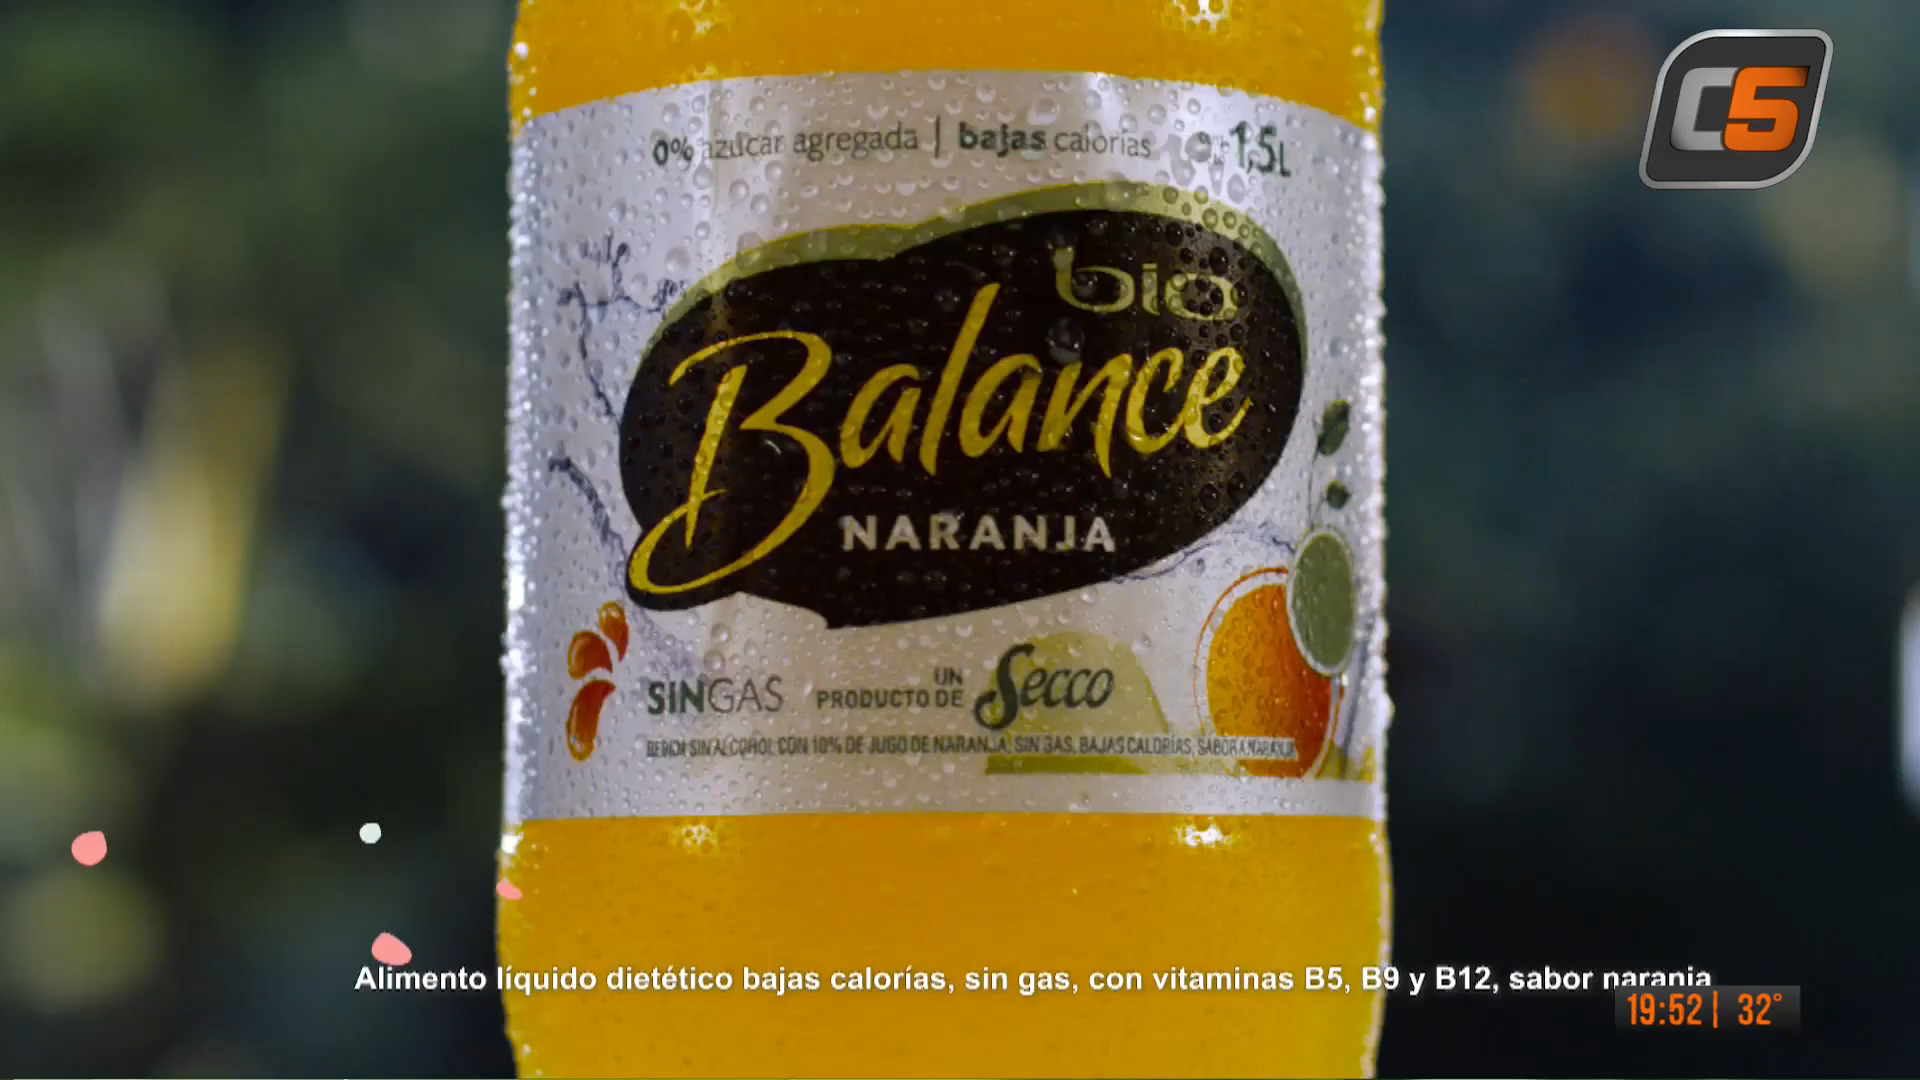 C5
0% azúcar agregada | bajas calorías 1,5L
bio
Balance
NARANJA
SINGAS
UN
PRODUCTO DE Secco
BEBIDA SIN ALCOHOL CON 10% DE JUGO DE NARANJA, SIN GAS, BAJAS CALORÍAS, SABOR A NARANJA
Alimento líquido dietético bajas calorías, sin gas, con vitaminas B5, B9 y B12, sabor naranja
19:52 | 32°